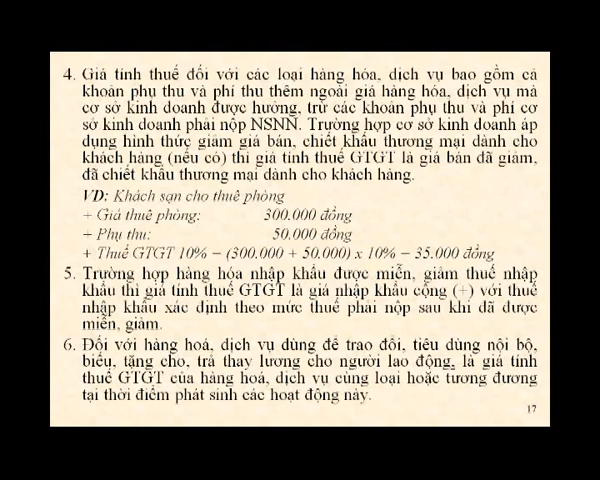 4. Giá tính thuế đối với các loại hàng hóa, dịch vụ bao gồm cả
khoản phụ thu và phí thu thêm ngoài giá hàng hóa, dịch vụ mà
cơ sở kinh doanh được hưởng, trừ các khoản phụ thu và phí cơ
sở kinh doanh phải nộp NSNN. Trường hợp cơ sở kinh doanh áp
dụng hình thức giảm giá bán, chiết khấu thương mại dành cho
khách hàng (nếu có) thì giá tính thuế GTGT là giá bán đã giảm,
đã chiết khấu thương mại dành cho khách hàng.
VD: Khách sạn cho thuê phòng
+ Giá thuê phòng: 300.000 đồng
+ Phụ thu: 50.000 đồng
+ Thuế GTGT 10% = (300.000 + 50.000) x 10% = 35.000 đồng
5. Trường hợp hàng hóa nhập khẩu được miễn, giảm thuế nhập
khẩu thì giá tính thuế GTGT là giá nhập khẩu cộng (+) với thuế
nhập khẩu xác định theo mức thuế phải nộp sau khi đã được
miễn, giảm.
6. Đối với hàng hoá, dịch vụ dùng để trao đổi, tiêu dùng nội bộ,
biếu, tặng cho, trả thay lương cho người lao động, là giá tính
thuế GTGT của hàng hoá, dịch vụ cùng loại hoặc tương đương
tại thời điểm phát sinh các hoạt động này.
17